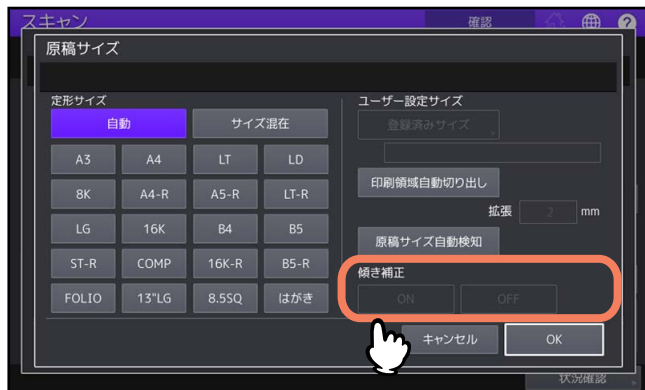 スキャン
確認
?
原稿サイズ
定形サイズ
自動 サイズ混在
A3 A4 LT LD
8K A4-R A5-R LT-R
LG 16K B4 B5
ST-R COMP 16K-R B5-R
FOLIO 13"LG 8.5SQ はがき
ユーザー設定サイズ
登録済みサイズ
印刷領域自動切り出し
拡張 2 mm
原稿サイズ自動検知
傾き補正
ON OFF
キャンセル OK
状況確認